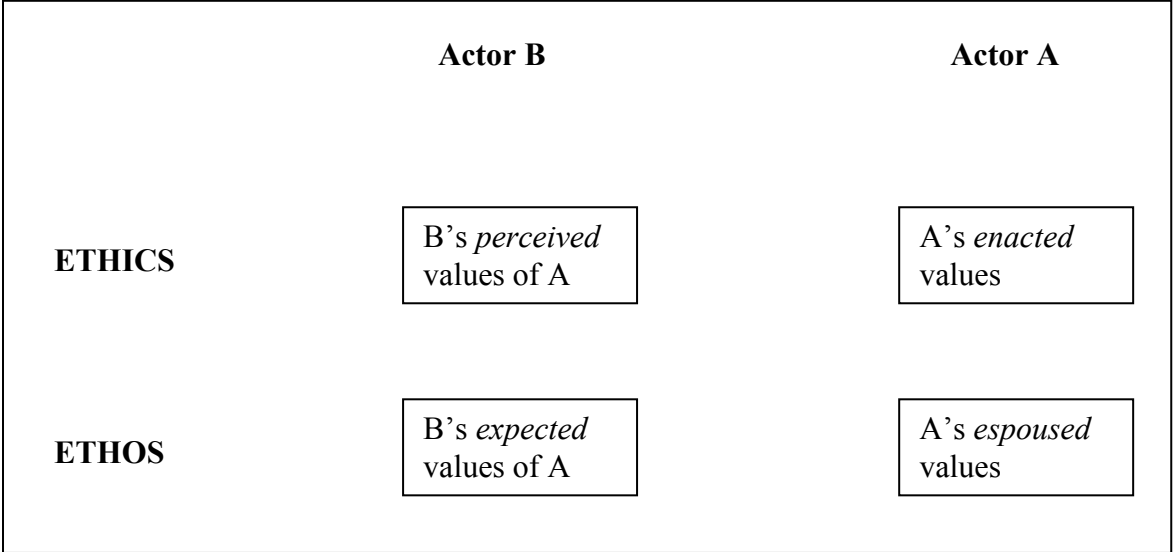 Actor B Actor A
B’s perceived A’s enacted
ETHICS
values of A values
B’s expected A’s espoused
ETHOS
values of A values